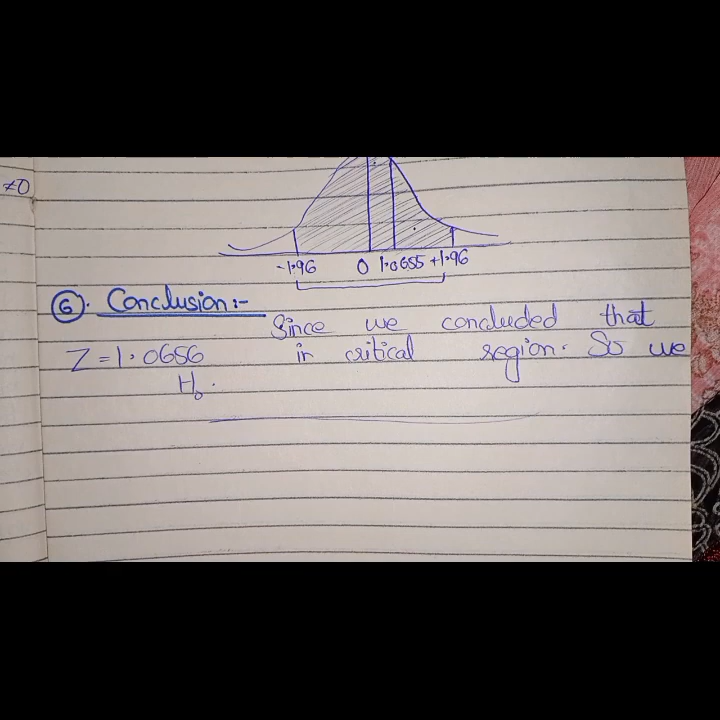 ≠0
-1.96 0 1.0655 +1.96
6. Conclusion:-
Since we concluded that
Z = 1.0656 in critical region. So we
H₀.